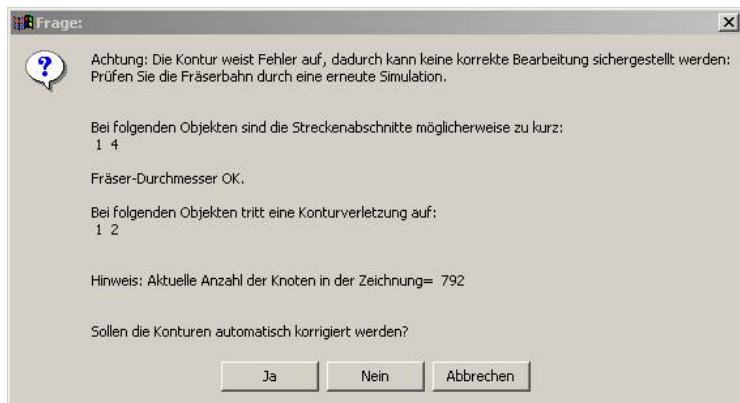 Frage:
Achtung: Die Kontur weist Fehler auf, dadurch kann keine korrekte Bearbeitung sichergestellt werden:
Prüfen Sie die Fräserbahn durch eine erneute Simulation.
Bei folgenden Objekten sind die Streckenabschnitte möglicherweise zu kurz:
1 4
Fräser-Durchmesser OK.
Bei folgenden Objekten tritt eine Konturverletzung auf:
1 2
Hinweis: Aktuelle Anzahl der Knoten in der Zeichnung= 792
Sollen die Konturen automatisch korrigiert werden?
Ja Nein Abbrechen